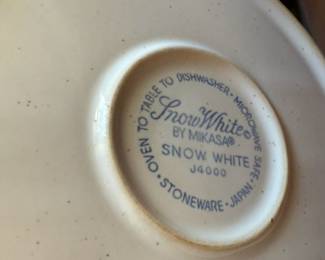 OVEN TO TABLE TO DISHWASHER • MICROWAVE SAFE •
Snow White©
BY MIKASA®
SNOW WHITE
J4000
• STONEWARE • JAPAN •